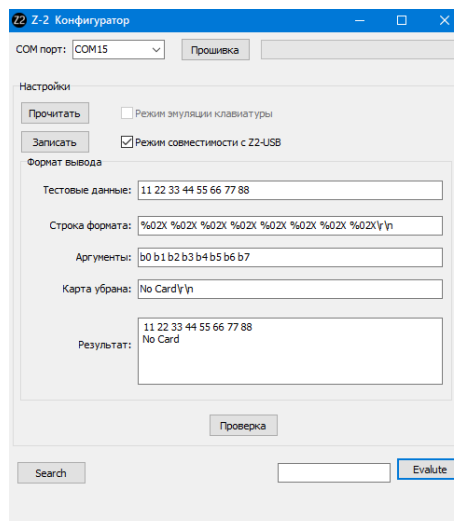 Z2 Z-2 Конфигуратор
COM порт: COM15 Прошивка
Настройки
Прочитать Режим эмуляции клавиатуры
Записать Режим совместимости с Z2-USB
Формат вывода
Тестовые данные: 11 22 33 44 55 66 77 88
Строка формата: %02X %02X %02X %02X %02X %02X %02X %02X\r\n
Аргументы: b0 b1 b2 b3 b4 b5 b6 b7
Карта убрана: No Card\r\n
Результат: 11 22 33 44 55 66 77 88
No Card
Проверка
Search Evalute